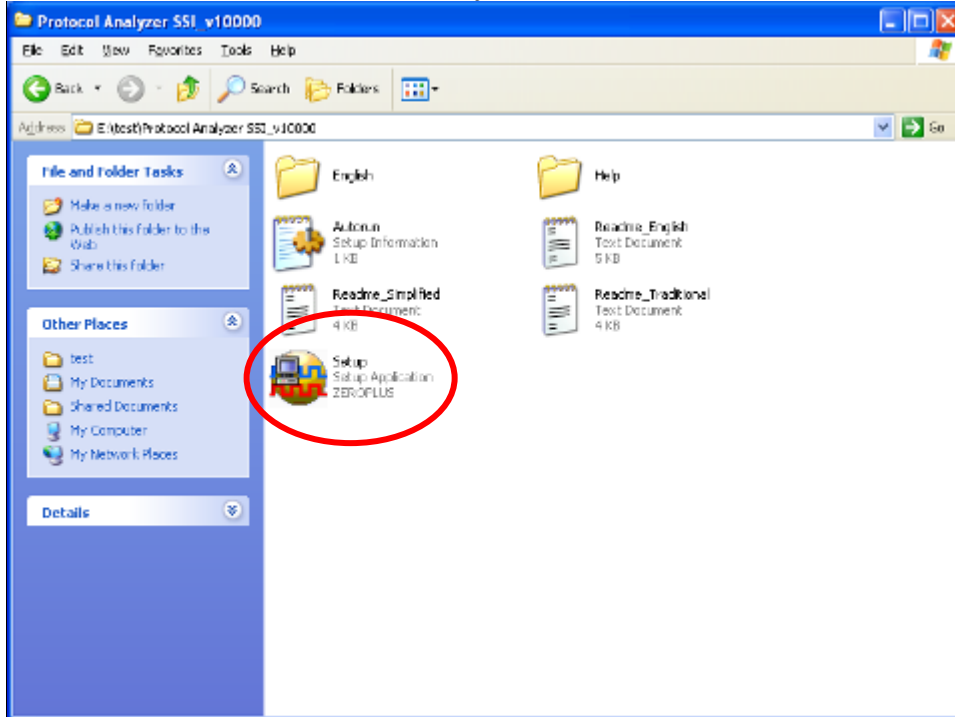 Protocol Analyzer SSI_v10000
File Edit View Favorites Tools Help
Back Search Folders
Address E:\test\Protocol Analyzer SSI_v10000 Go
File and Folder Tasks
Make a new folder
Publish this folder to the
Web
Share this folder
Other Places
test
My Documents
Shared Documents
My Computer
My Network Places
Details
English
Help
Autorun
Setup Information
1 KB
Readme_English
Text Document
5 KB
Readme_Simplified
Text Document
4 KB
Readme_Traditional
Text Document
4 KB
Setup
Setup Application
ZEROPLUS